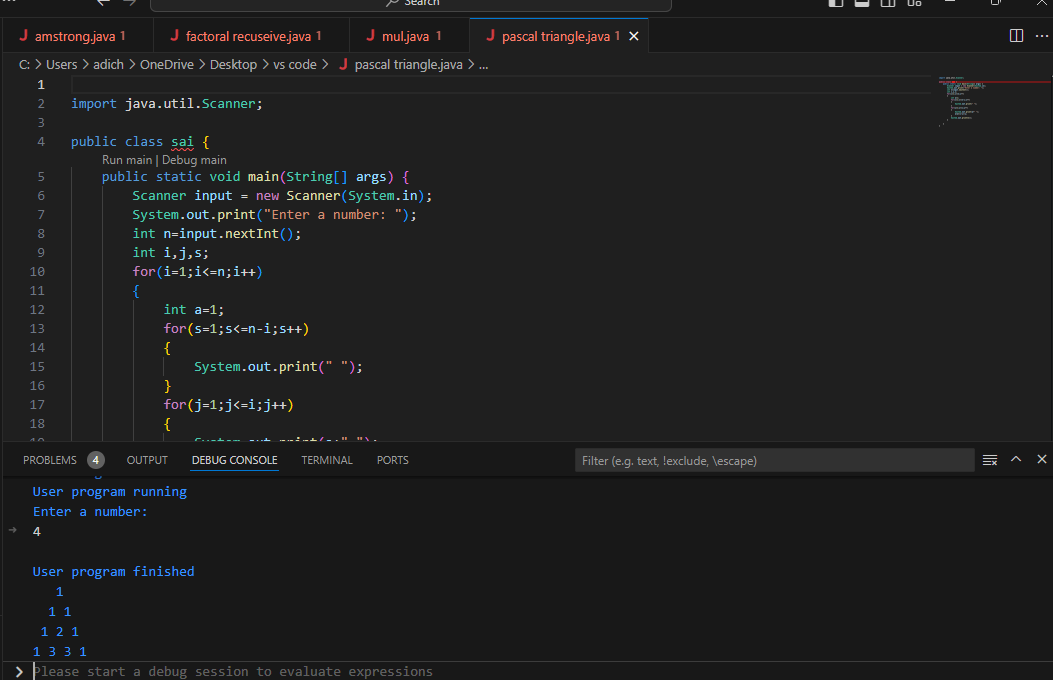 Search
J amstrong.java 1 J factoral recuseive.java 1 J mul.java 1 J pascal triangle.java 1
C: > Users > adich > OneDrive > Desktop > vs code > J pascal triangle.java > ...
1
2 import java.util.Scanner;
3
4 public class sai {
Run main | Debug main
5 public static void main(String[] args) {
6 Scanner input = new Scanner(System.in);
7 System.out.print("Enter a number: ");
8 int n=input.nextInt();
9 int i,j,s;
10 for(i=1;i<=n;i++)
11 {
12 int a=1;
13 for(s=1;s<=n-i;s++)
14 {
15 System.out.print(" ");
16 }
17 for(j=1;j<=i;j++)
18 {
PROBLEMS 4 OUTPUT DEBUG CONSOLE TERMINAL PORTS Filter (e.g. text, !exclude, \escape)
User program running
Enter a number:
4
User program finished
1
1 1
1 2 1
1 3 3 1
Please start a debug session to evaluate expressions